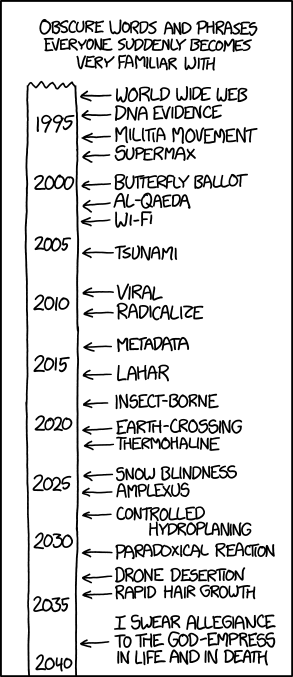 OBSCURE WORDS AND PHRASES
EVERYONE SUDDENLY BECOMES
VERY FAMILIAR WITH
WORLD WIDE WEB
DNA EVIDENCE
1995
MILITIA MOVEMENT
SUPERMAX
2000
BUTTERFLY BALLOT
AL-QAEDA
WI-FI
2005
TSUNAMI
VIRAL
2010
RADICALIZE
METADATA
2015
LAHAR
INSECT-BORNE
2020
EARTH-CROSSING
THERMOHALINE
SNOW BLINDNESS
2025
AMPLEXUS
CONTROLLED
HYDROPLANING
2030
PARADOXICAL REACTION
DRONE DESERTION
RAPID HAIR GROWTH
2035
I SWEAR ALLEGIANCE
TO THE GOD-EMPRESS
IN LIFE AND IN DEATH
2040